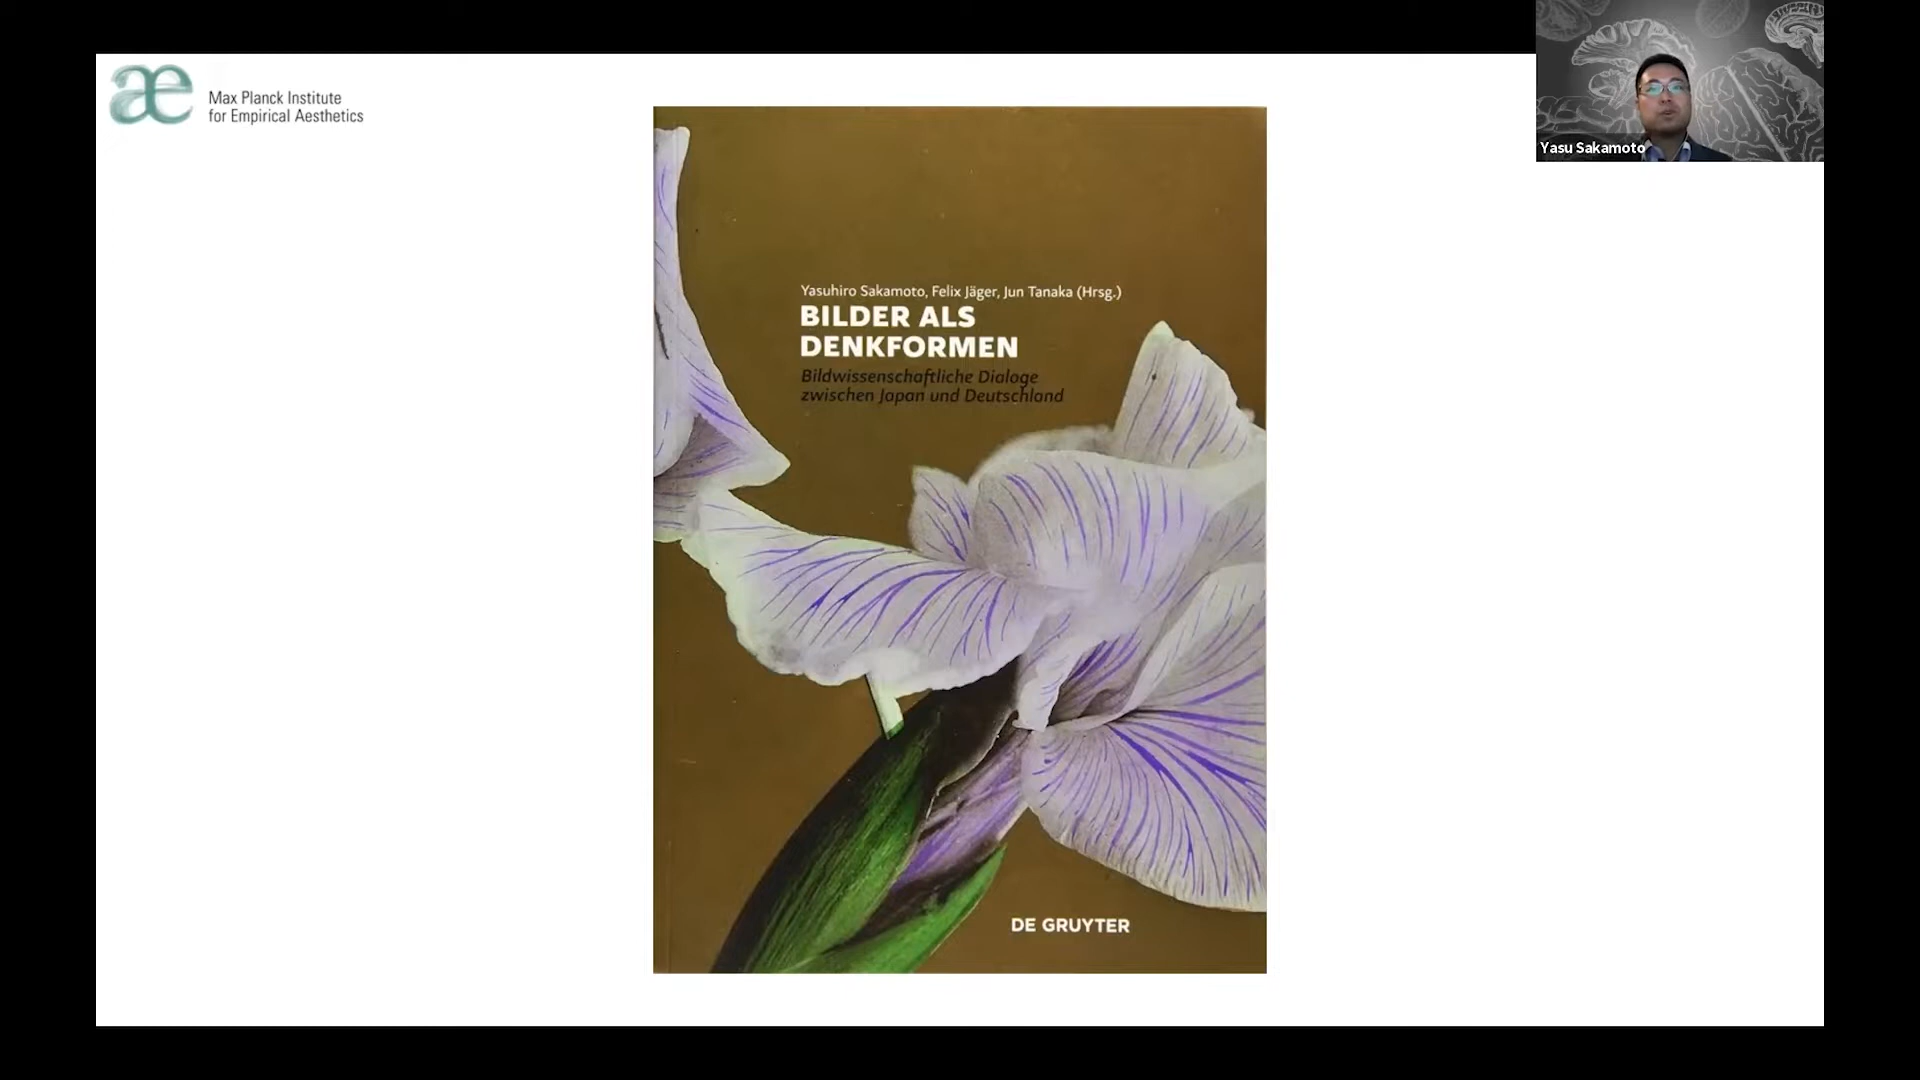 æ
Max Planck Institute
for Empirical Aesthetics
Yasu Sakamoto
Yasuhiro Sakamoto, Felix Jäger, Jun Tanaka (Hrsg.)
BILDER ALS
DENKFORMEN
Bildwissenschaftliche Dialoge
zwischen Japan und Deutschland
DE GRUYTER